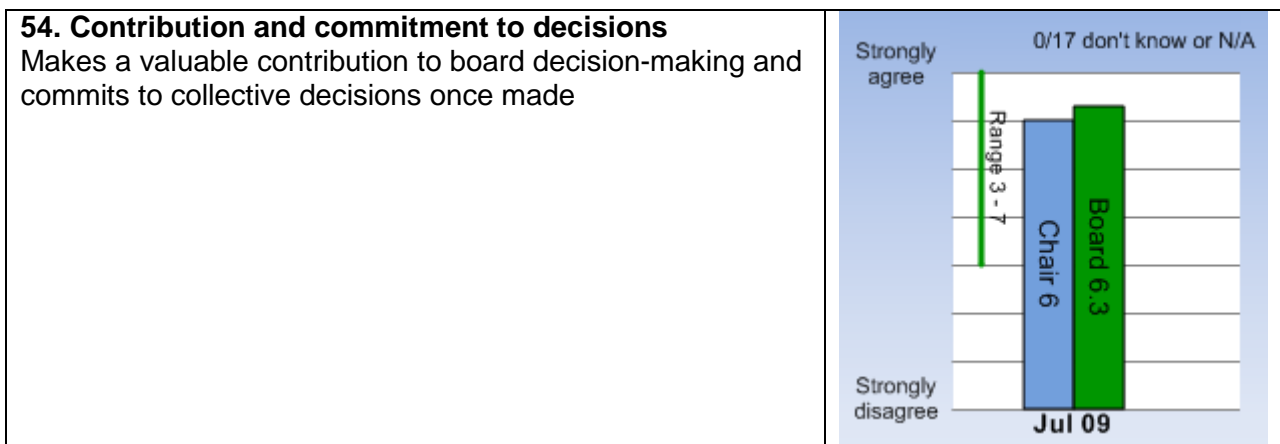 54. Contribution and commitment to decisions
Makes a valuable contribution to board decision-making and
commits to collective decisions once made
0/17 don't know or N/A
Strongly
agree
Range 3 - 7
Chair 6
Board 6.3
Strongly
disagree
Jul 09